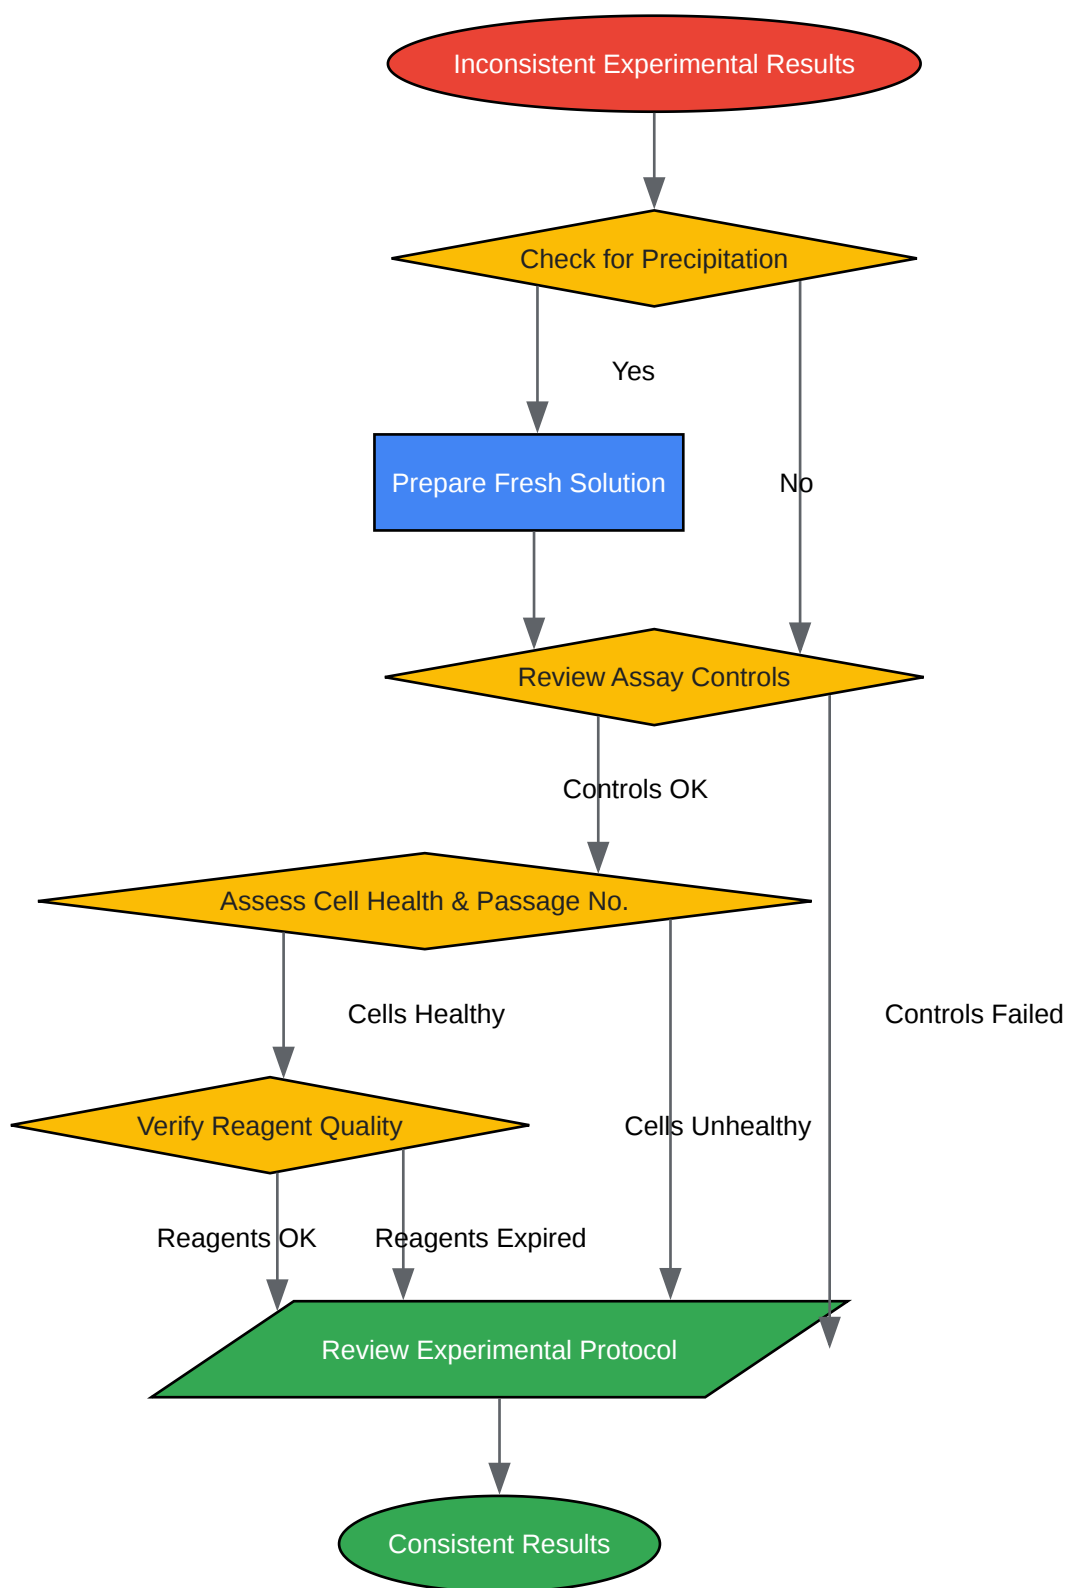 Inconsistent Experimental Results
Check for Precipitation
Yes
Prepare Fresh Solution
No
Review Assay Controls
Controls OK
Assess Cell Health & Passage No.
Cells Healthy
Controls Failed
Verify Reagent Quality
Cells Unhealthy
Reagents OK
Reagents Expired
Review Experimental Protocol
Consistent Results